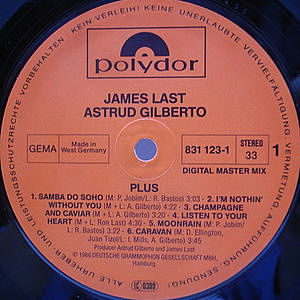 KEIN VERLEIH! KEINE UNERLAUBTE VERVIELFÄLTIGUNG,
polydor
JAMES LAST
ASTRUD GILBERTO
GEMA
Made in
West Germany
831 123-1
STEREO
33
1
DIGITAL MASTER MIX
PLUS
1. SAMBA DO SOHO (M: P. Jobim/L: R. Bastos) 3:03 2. I'M NOTHIN'
WITHOUT YOU (M + L: A. Gilberto) 4:22 3. CHAMPAGNE
AND CAVIAR (M + L: A. Gilberto) 3:20 4. LISTEN TO YOUR
HEART (M + L: Ron Last) 4:30 5. MOONRAIN (M: P. Jobim/
L: R. Bastos) 3:22 6. CARAVAN (M: D. Ellington,
Juan Tizol/L: I. Mills, A. Gilberto) 3:45
Producer Astrud Gilberto and James Last
℗ 1986 DEUTSCHE GRAMMOPHON GESELLSCHAFT MBH,
Hamburg
ALLE URHEBER-
LEISTUNGSSCHUTZRECHTE VORBEHALTEN
AUFFÜHRUNG, SENDUNG!